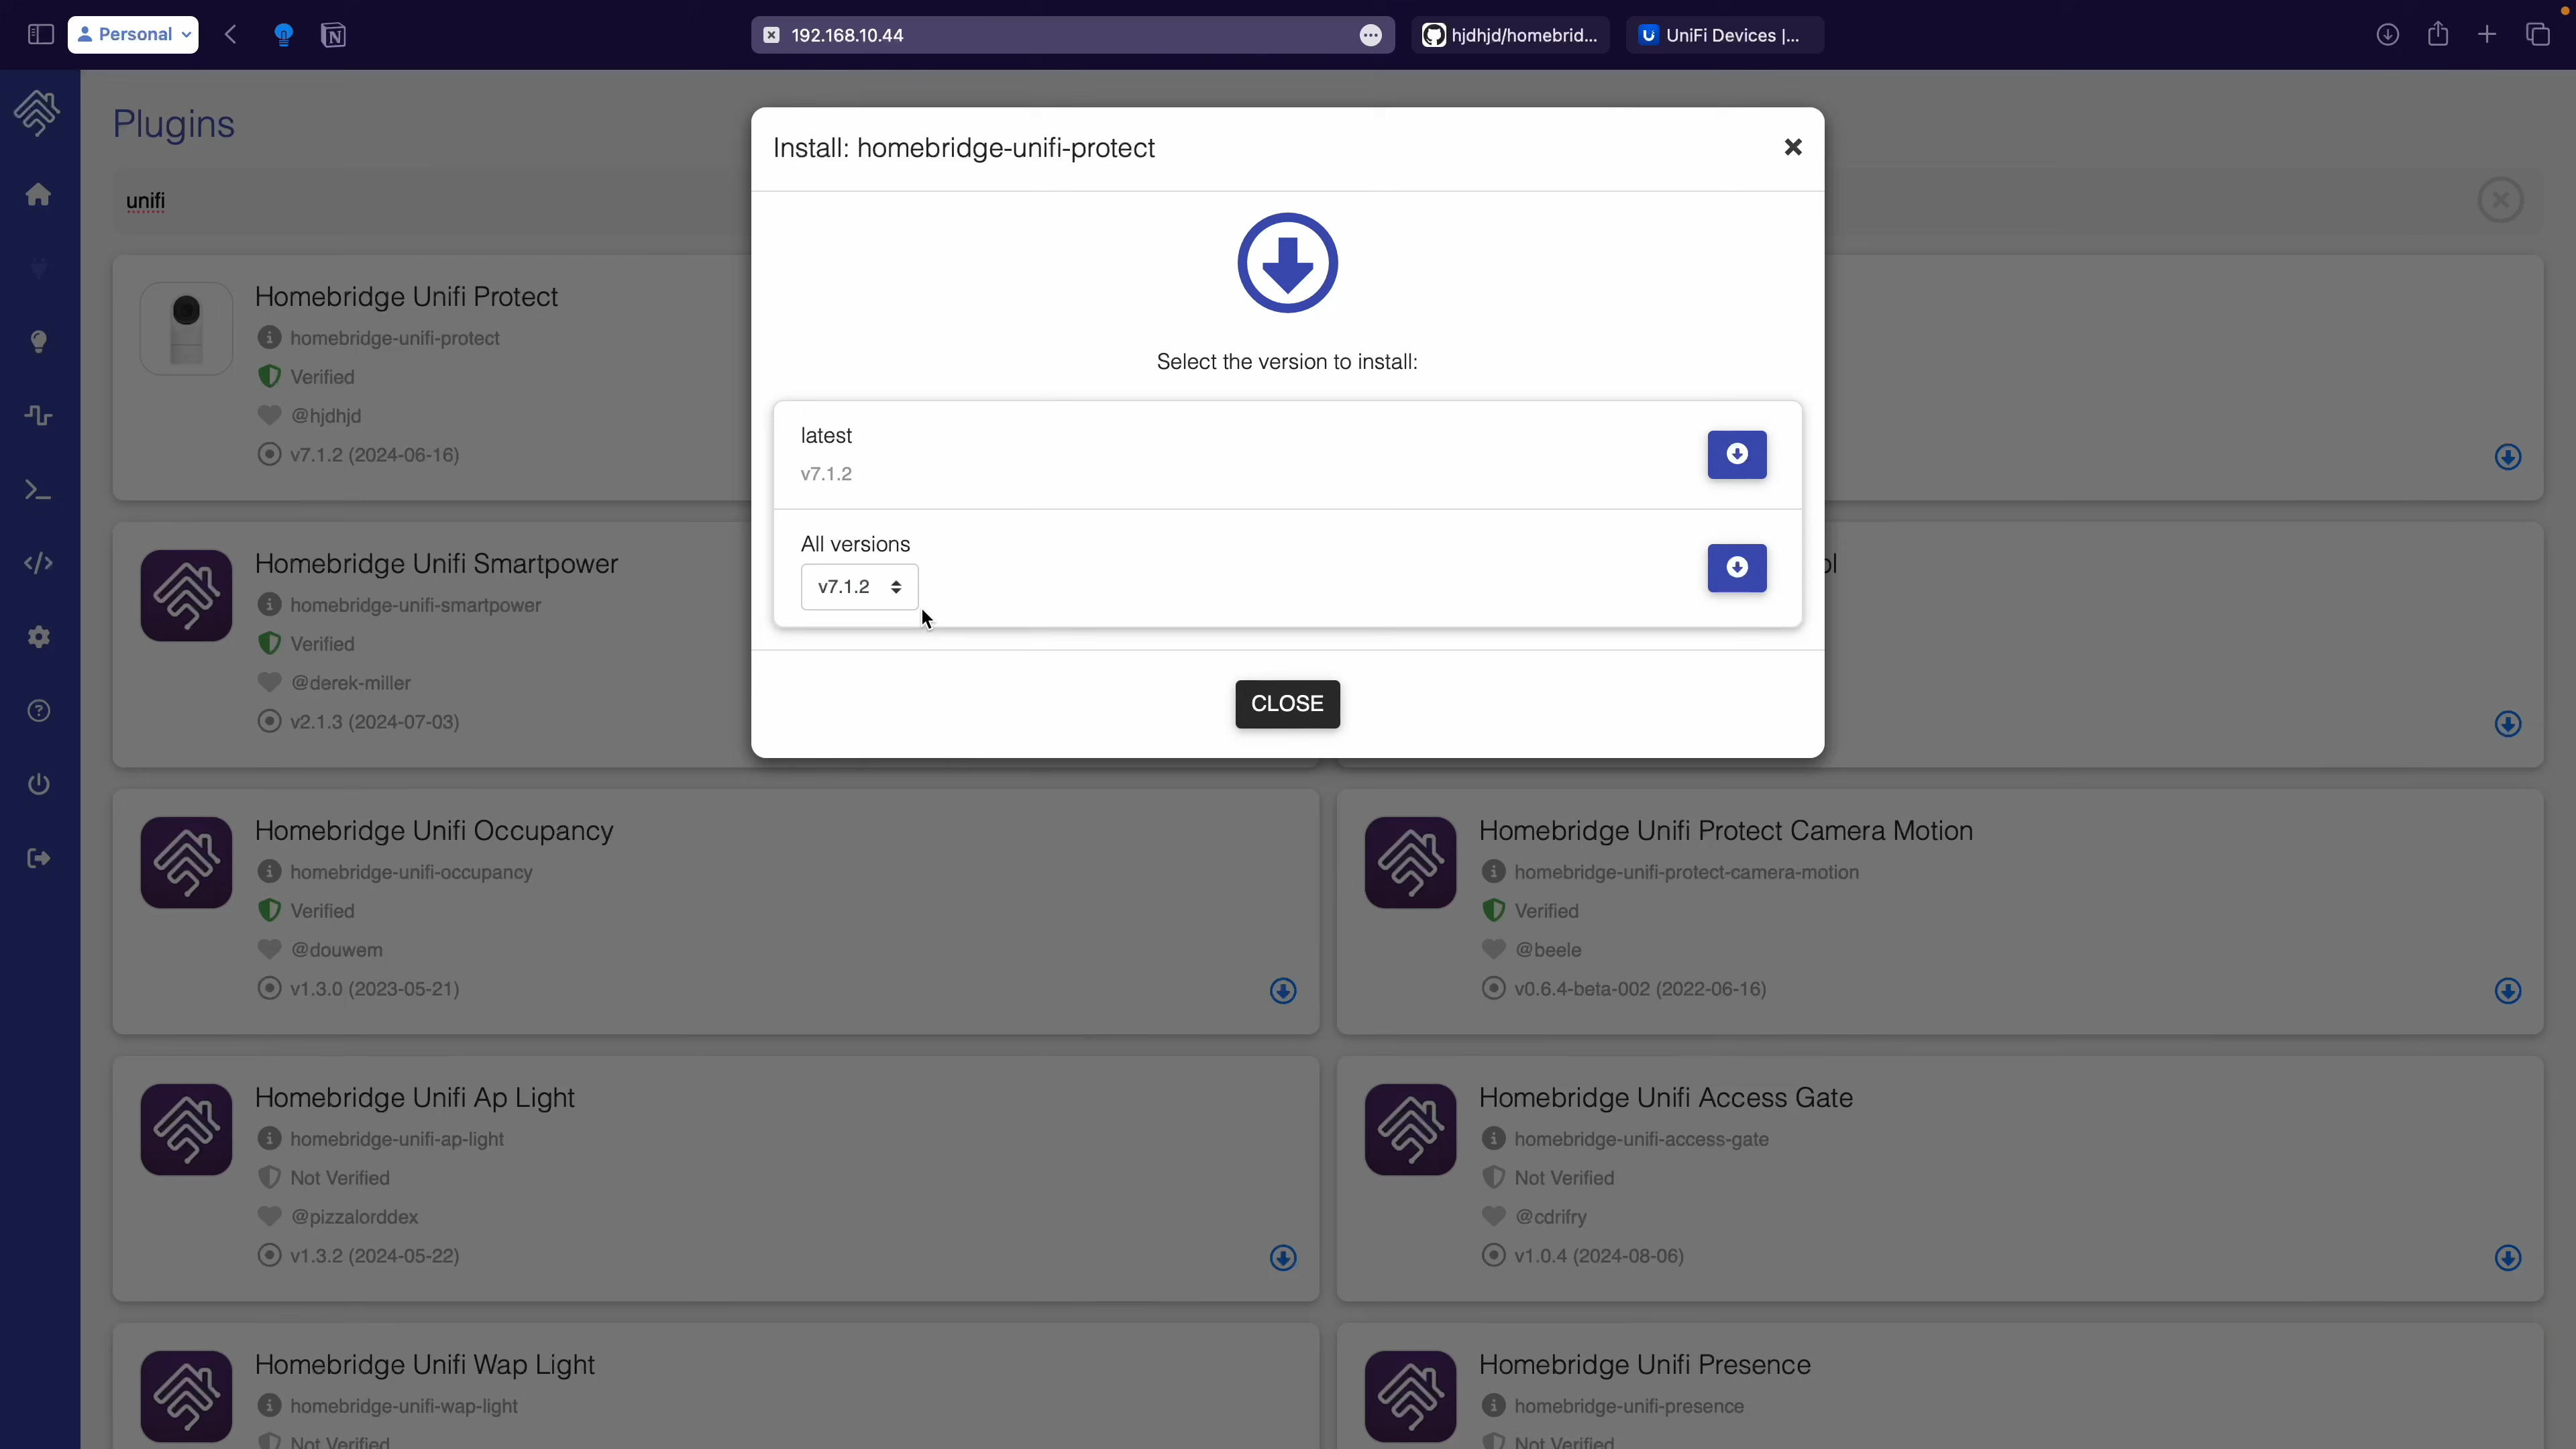 Personal
192.168.10.44
hjdhjd/homebrid...
UniFi Devices |...
Plugins
unifi
Install: homebridge-unifi-protect
Select the version to install:
latest
v7.1.2
All versions
v7.1.2
CLOSE
Homebridge Unifi Protect
homebridge-unifi-protect
Verified
@hjdhjd
v7.1.2 (2024-06-16)
Homebridge Unifi Smartpower
homebridge-unifi-smartpower
Verified
@derek-miller
v2.1.3 (2024-07-03)
Homebridge Unifi Occupancy
homebridge-unifi-occupancy
Verified
@douwem
v1.3.0 (2023-05-21)
Homebridge Unifi Protect Camera Motion
homebridge-unifi-protect-camera-motion
Verified
@beele
v0.6.4-beta-002 (2022-06-16)
Homebridge Unifi Ap Light
homebridge-unifi-ap-light
Not Verified
@pizzalorddex
v1.3.2 (2024-05-22)
Homebridge Unifi Access Gate
homebridge-unifi-access-gate
Not Verified
@cdrifry
v1.0.4 (2024-08-06)
Homebridge Unifi Wap Light
homebridge-unifi-wap-light
Not Verified
Homebridge Unifi Presence
homebridge-unifi-presence
Not Verified